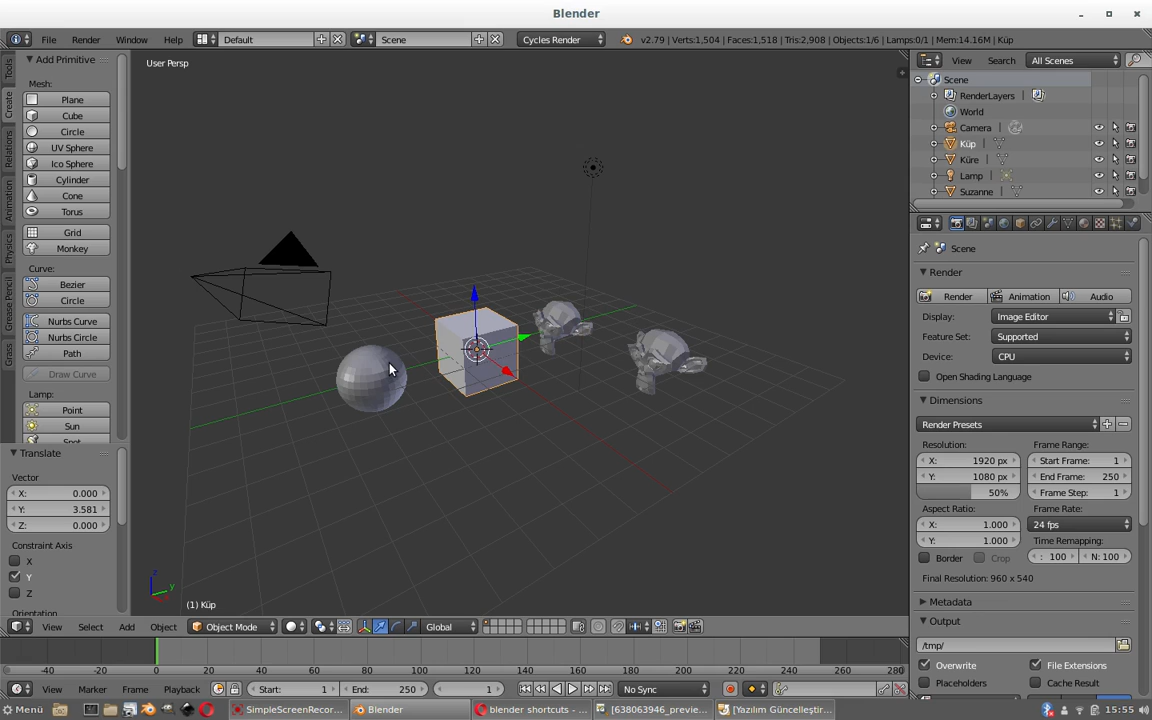 Blender
File Render Window Help Default Scene Cycles Render v2.79 | Verts:1,504 | Faces:1,518 | Tris:2,908 | Objects:1/6 | Lamps:0/1 | Mem:14.16M | Küp
Tools
Create
Relations
Animation
Physics
Grease Pencil
Grass
Add Primitive
Mesh:
Plane
Cube
Circle
UV Sphere
Ico Sphere
Cylinder
Cone
Torus
Grid
Monkey
Curve:
Bezier
Circle
Nurbs Curve
Nurbs Circle
Path
Draw Curve
Lamp:
Point
Sun
Spot
Translate
Vector
X: 0.000
Y: 3.581
Z: 0.000
Constraint Axis
X
Y
Z
Orientation
User Persp
z
y
(1) Küp
View Select Add Object Object Mode Global
-40 -20 0 20 40 60 80 100 120 140 160 180 200 220 240 260 280
View Marker Frame Playback Start: 1 End: 250 1 No Sync
View Search All Scenes
Scene
RenderLayers |
World
Camera |
Küp |
Küre |
Lamp |
Suzanne |
Scene
Render
Render Animation Audio
Display: Image Editor
Feature Set: Supported
Device: CPU
Open Shading Language
Dimensions
Render Presets
Resolution:
X: 1920 px
Y: 1080 px
50%
Frame Range:
Start Frame: 1
End Frame: 250
Frame Step: 1
Aspect Ratio:
X: 1.000
Y: 1.000
Border Crop
Frame Rate:
24 fps
Time Remapping:
: 100 N: 100
Final Resolution: 960 x 540
Metadata
Output
/tmp/
Overwrite File Extensions
Placeholders Cache Result
Menü SimpleScreenRecor... Blender blender shortcuts - ... [638063946_previe... [Yazılım Güncelleştir... 15:55